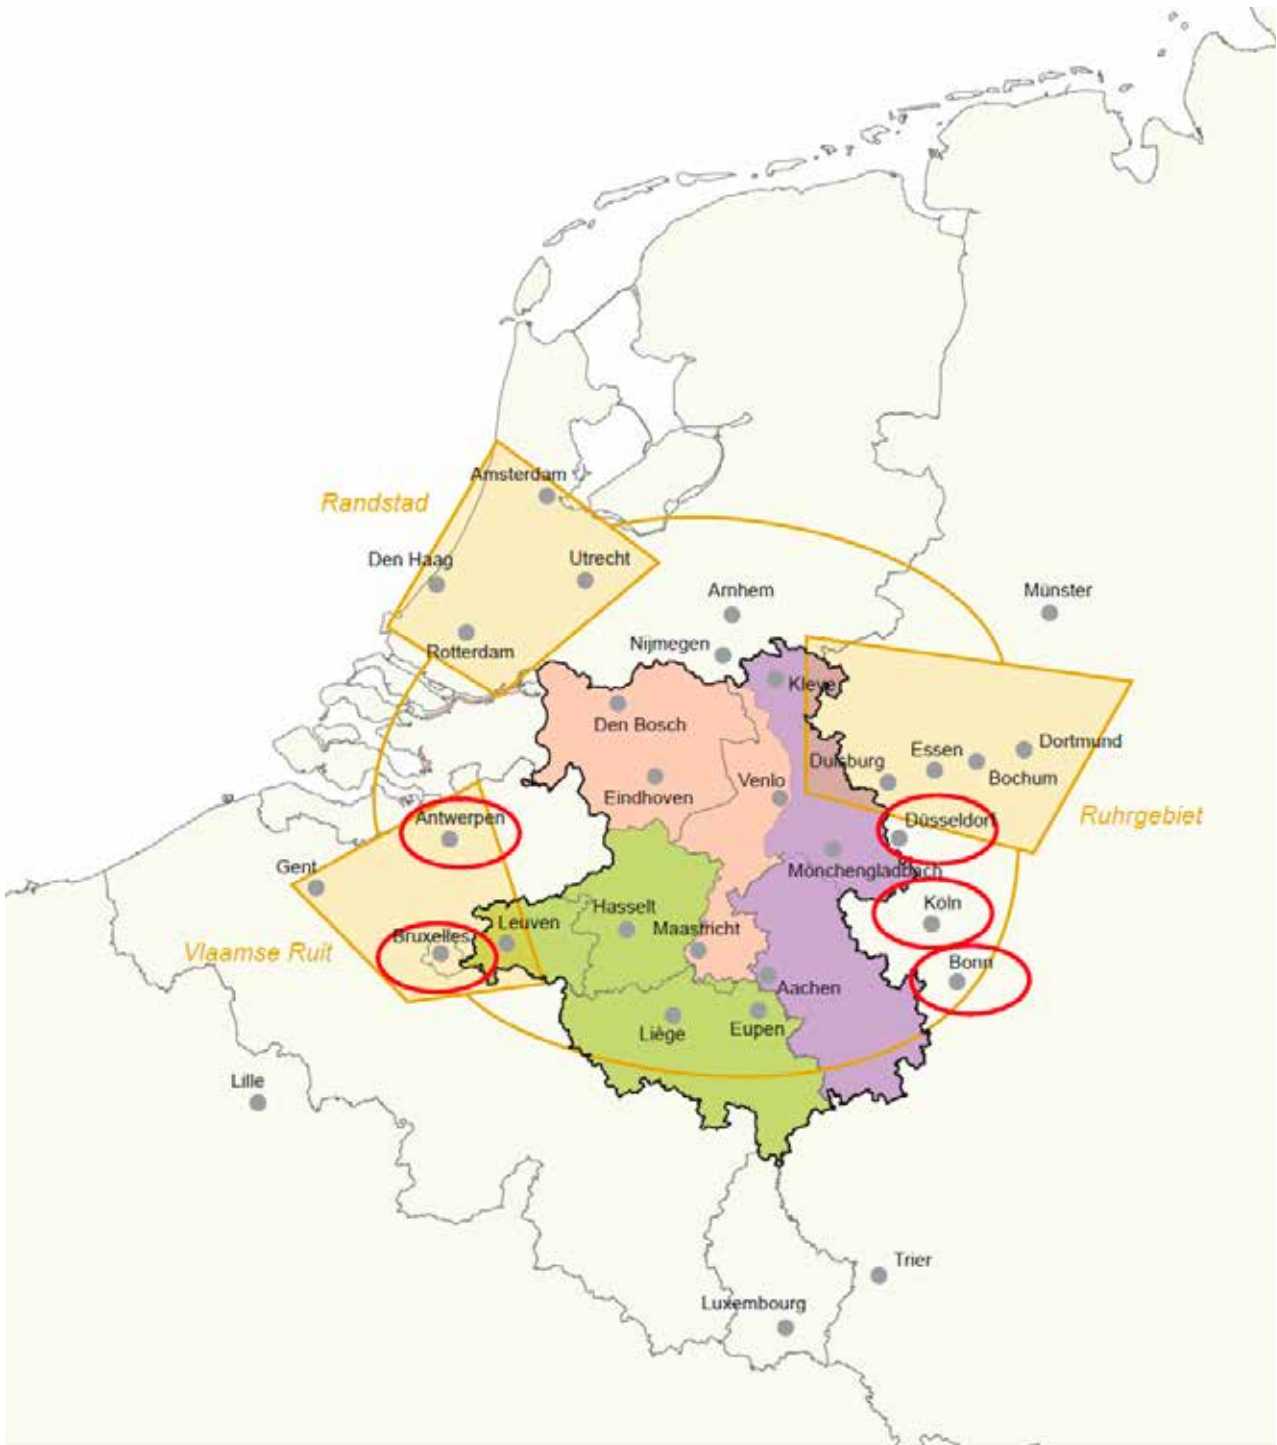 Amsterdam
Randstad
Den Haag
Utrecht
Arnhem
Münster
Nijmegen
Rotterdam
Kleve
Den Bosch
Dortmund
Essen
Duisburg
Bochum
Venlo
Eindhoven
Ruhrgebiet
Antwerpen
Düsseldorf
Gent
Mönchengladbach
Köln
Hasselt
Leuven
Bruxelles
Maastricht
Vlaamse Ruit
Bonn
Aachen
Liège
Eupen
Lille
Trier
Luxembourg